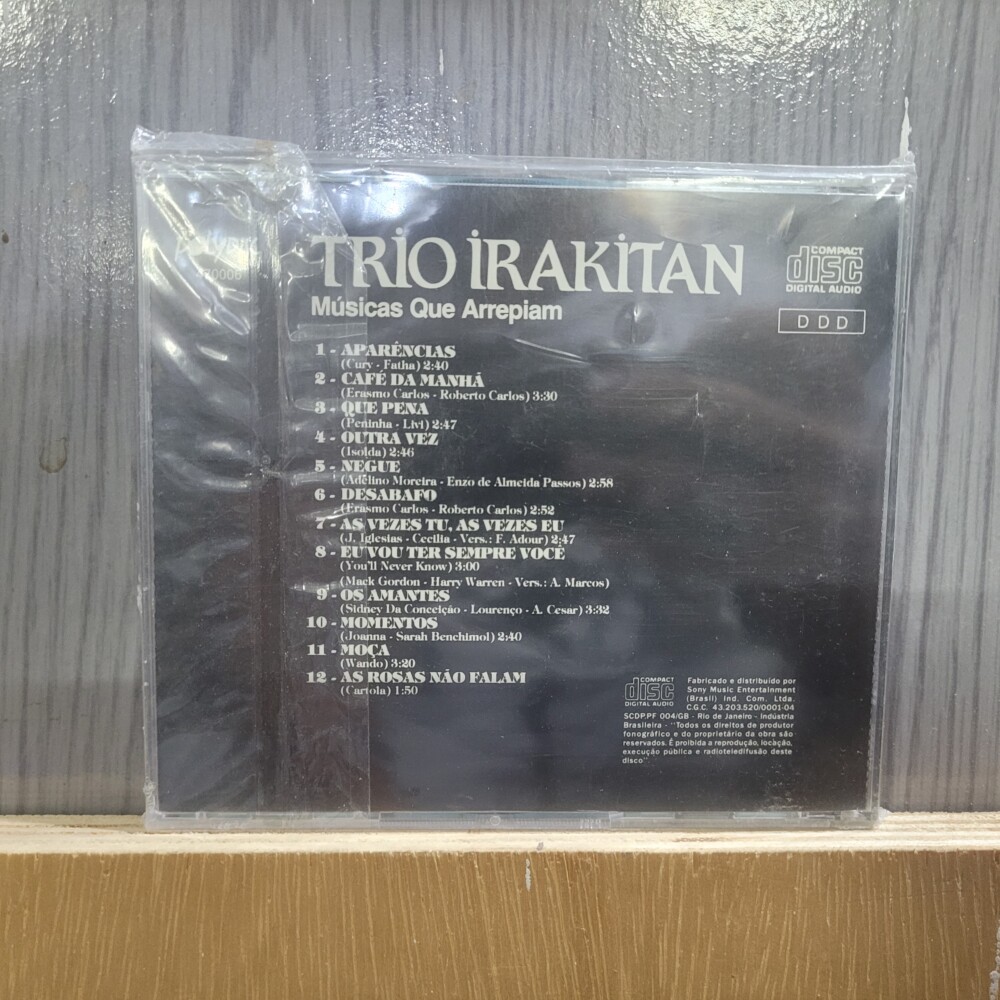 TRIO IRAKITAN
Músicas Que Arrepiam
COMPACT
disc
DIGITAL AUDIO
DDD
1 - APARÊNCIAS
(Cury - Fatha) 2:40
2 - CAFÉ DA MANHÃ
(Erasmo Carlos - Roberto Carlos) 3:30
3 - QUE PENA
(Peninha - Livi) 2:47
4 - OUTRA VEZ
(Isolda) 2:46
5 - NEGUE
(Adelino Moreira - Enzo de Almeida Passos) 2:58
6 - DESABAFO
(Erasmo Carlos - Roberto Carlos) 2:52
7 - AS VEZES TU, AS VEZES EU
(J. Iglesias - Cecilia - Vers.: F. Adour) 2:47
8 - EU VOU TER SEMPRE VOCÊ
(You'll Never Know) 3:00
(Mack Gordon - Harry Warren - Vers.: A. Marcos)
9 - OS AMANTES
(Sidney Da Conceição - Lourenço - A. Cesar) 3:32
10 - MOMENTOS
(Joanna - Sarah Benchimol) 2:40
11 - MOÇA
(Wando) 3:20
12 - AS ROSAS NÃO FALAM
(Cartola) 1:50
COMPACT
disc
DIGITAL AUDIO
Fabricado e distribuído por
Sony Music Entertainment
(Brasil) Ind. Com. Ltda.
C.G.C. 43.203.520/0001-04
SCDP.PF 004/GB - Rio de Janeiro - Indústria
Brasileira - "Todos os direitos de produtor
fonográfico e do proprietário da obra são
reservados. É proibida a reprodução, locação,
execução pública e radioteledifusão deste
disco"